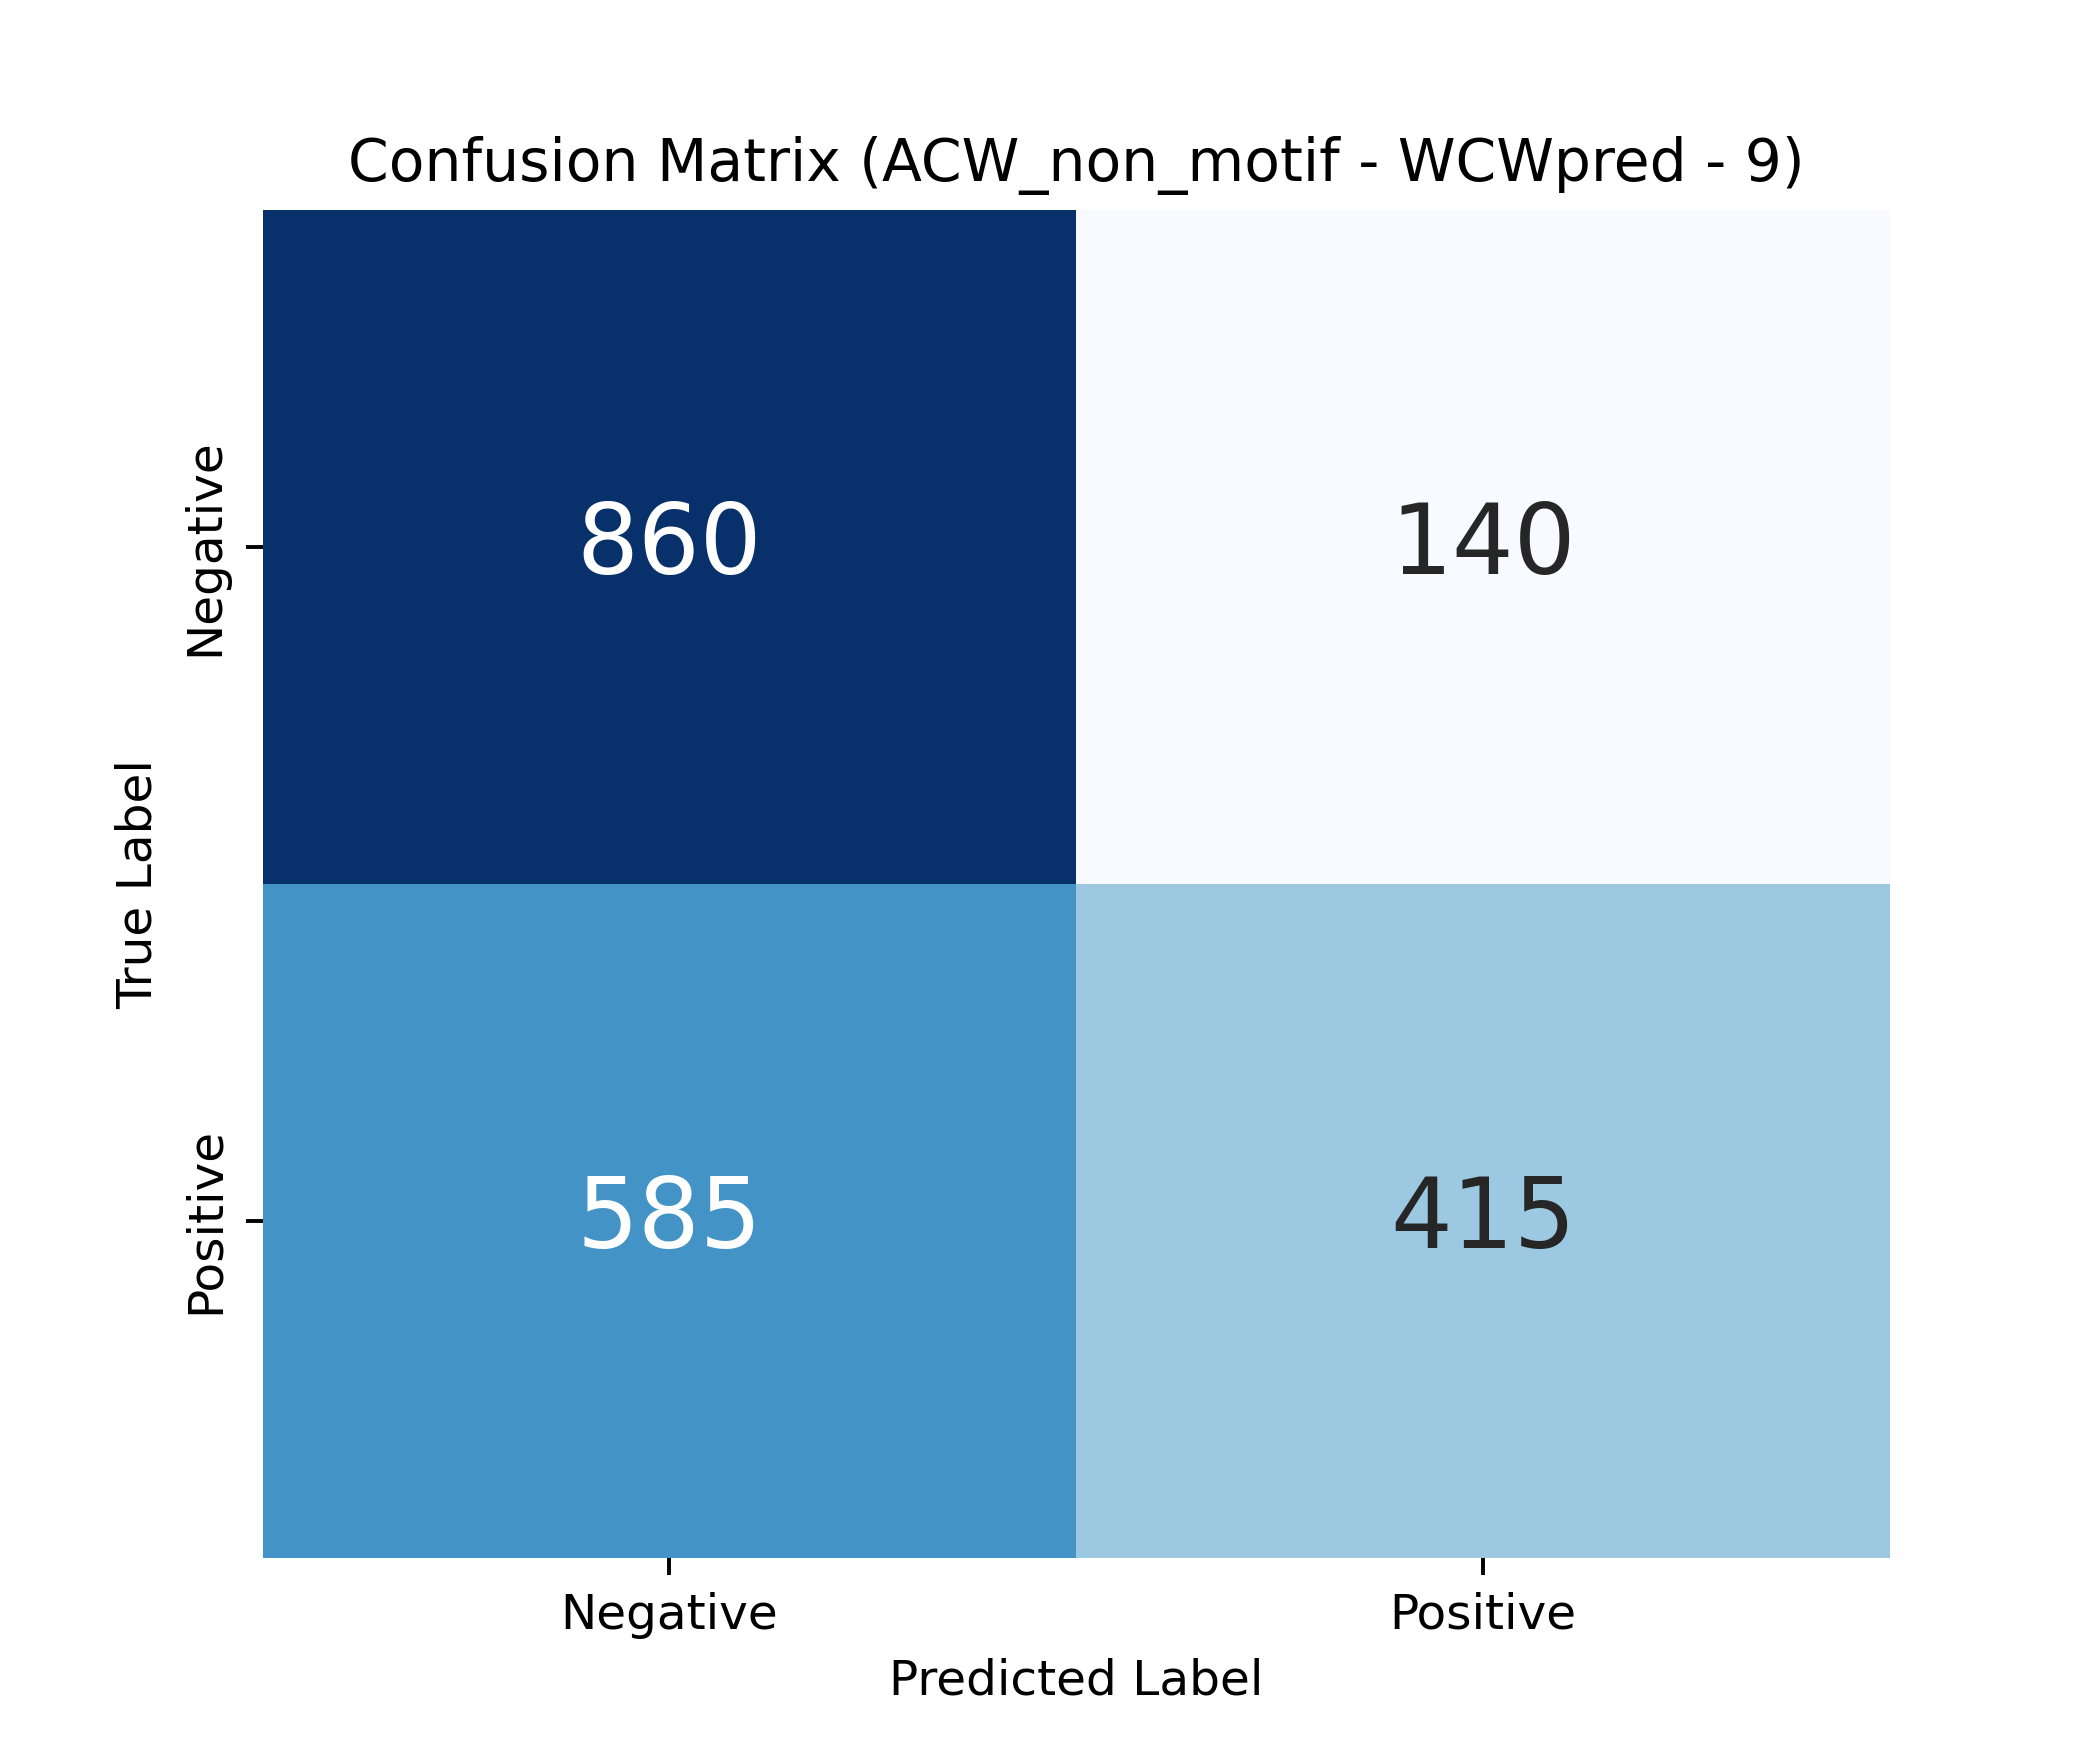 Confusion Matrix (ACW_non_motif - WCWpred - 9)
True Label
Negative
860
140
Positive
585
415
Negative
Positive
Predicted Label